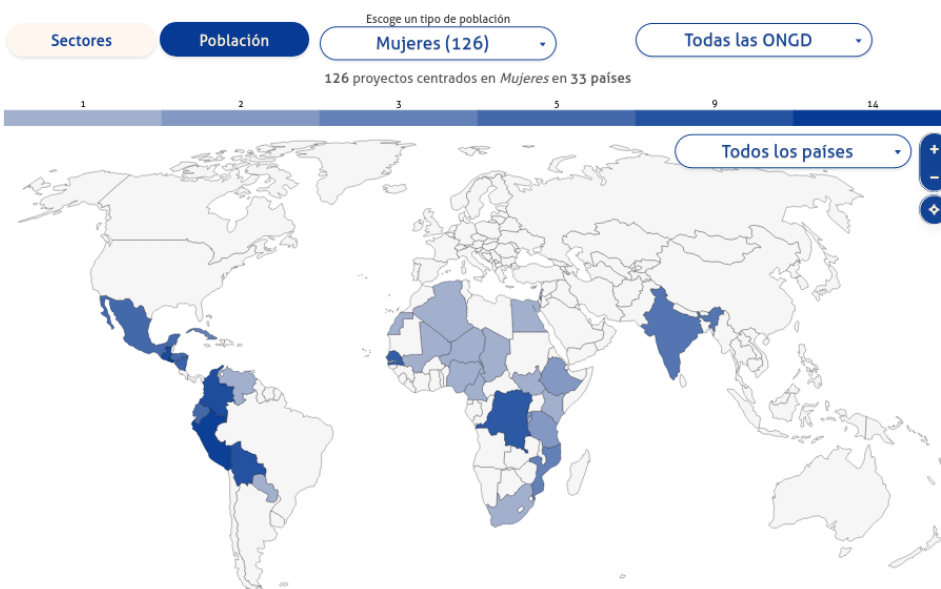 Escoge un tipo de población
Sectores
Población
Mujeres (126)
Todas las ONGD
126 proyectos centrados en Mujeres en 33 países
1 2 3 5 9 14
Todos los países
+
−